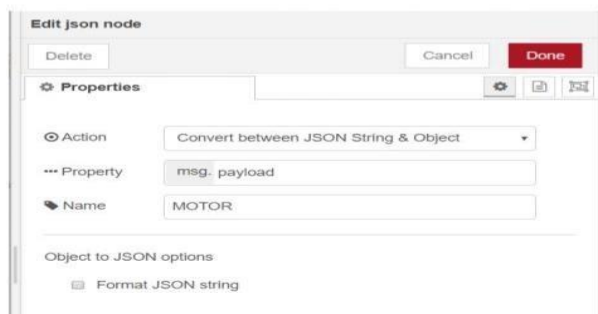 Edit json node
Delete Cancel Done
Properties
Action Convert between JSON String & Object
Property msg. payload
Name MOTOR
Object to JSON options
Format JSON string